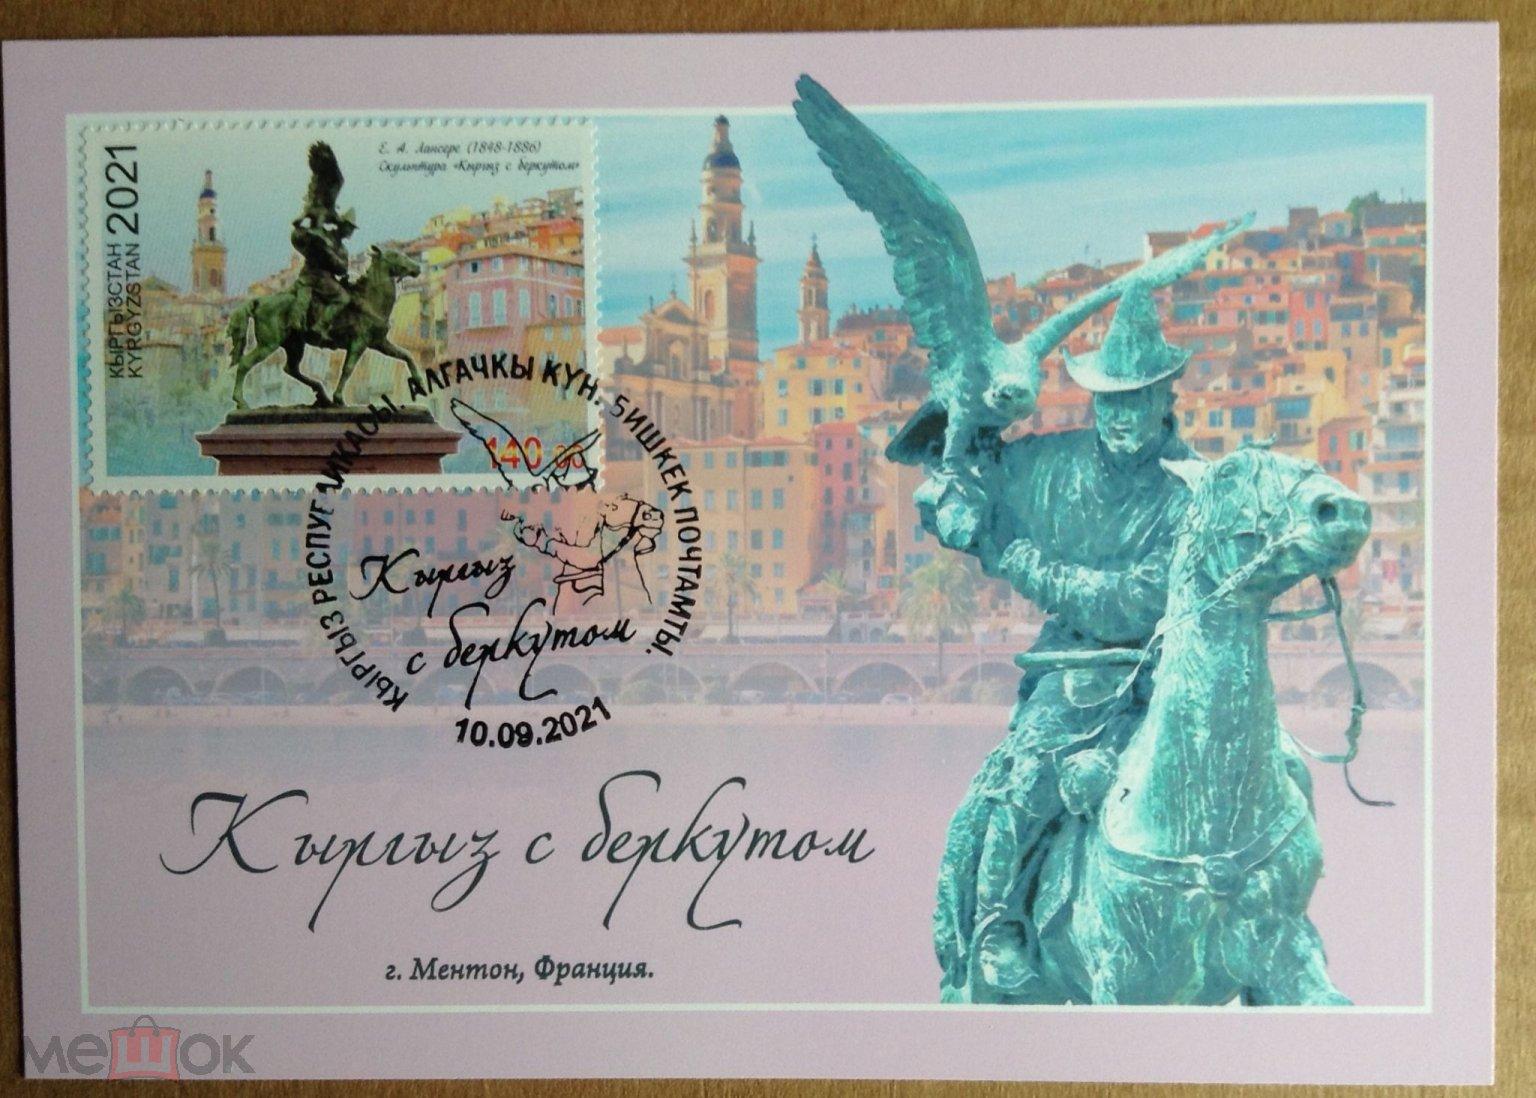 КЫРГЫЗСТАН
KYRGYZSTAN 2021
Е. А. Лансере (1848-1886)
Скульптура «Кыргыз с беркутом»
140.00
КЫРГЫЗ РЕСПУБЛИКАСЫ. АЛГАЧКЫ КҮН. БИШКЕК ПОЧТАМТЫ.
Кыргыз
с беркутом
10.09.2021
Кыргыз с беркутом
г. Ментон, Франция.
мешок